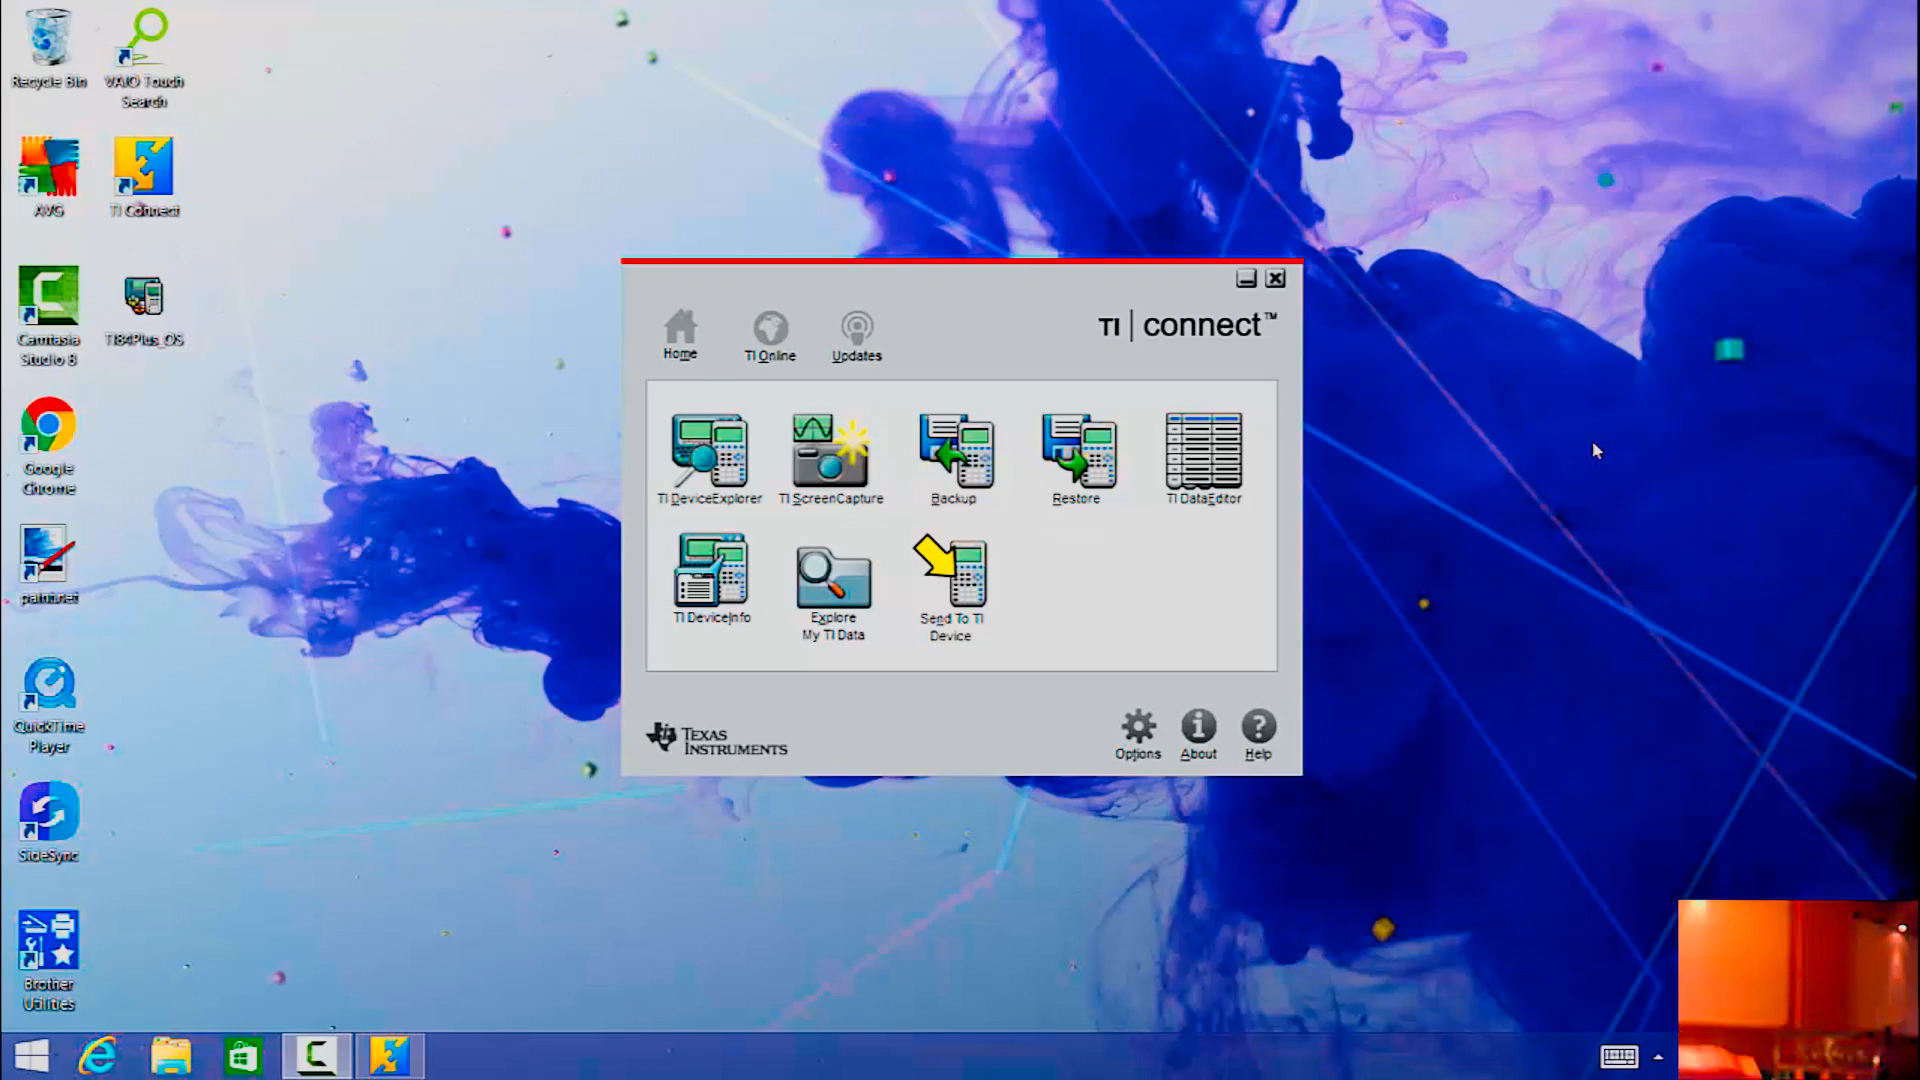 Recycle Bin
VAIO Touch
Search
AVG
TI Connect
Camtasia
Studio 8
TI84Plus_OS
Google
Chrome
paint.net
QuickTime
Player
SideSync
Brother
Utilities
Home
TI Online
Updates
TI | connect™
TI DeviceExplorer
TI ScreenCapture
Backup
Restore
TI DataEditor
TI DeviceInfo
Explore
My TI Data
Send To TI
Device
TEXAS
INSTRUMENTS
Options
About
Help